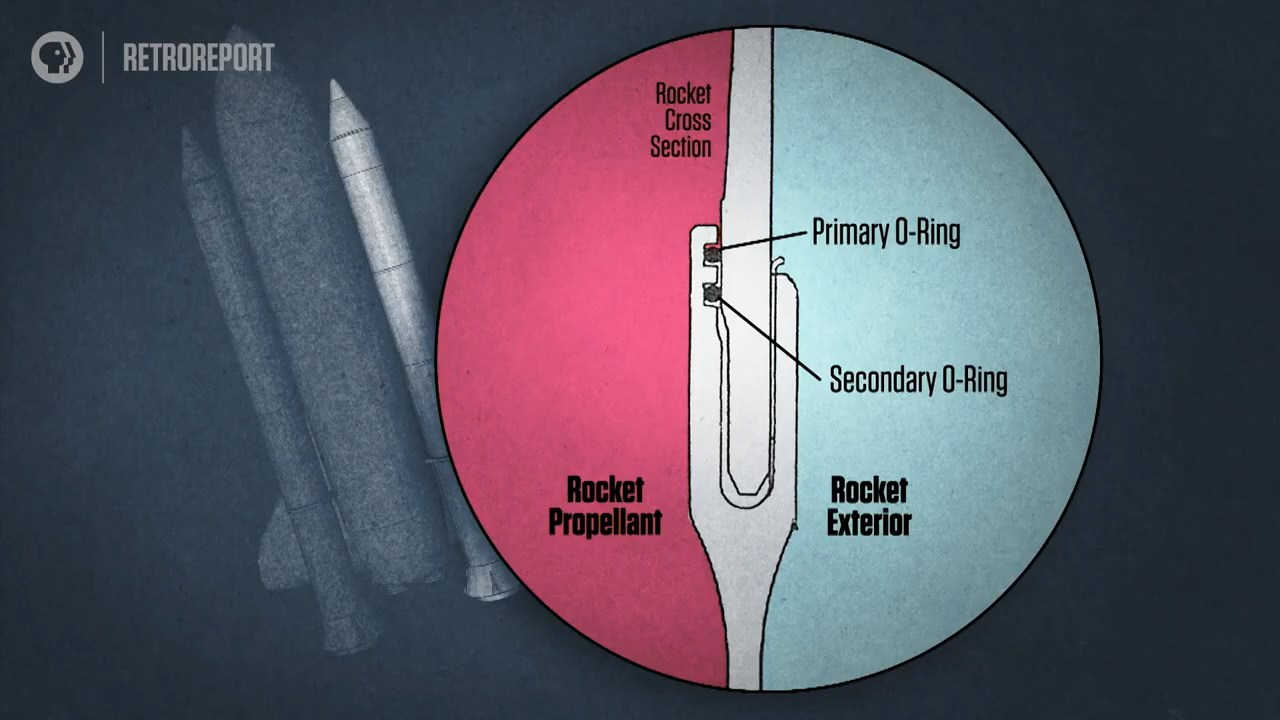 RETROREPORT
Rocket
Cross
Section
Primary O-Ring
Secondary O-Ring
Rocket
Propellant
Rocket
Exterior